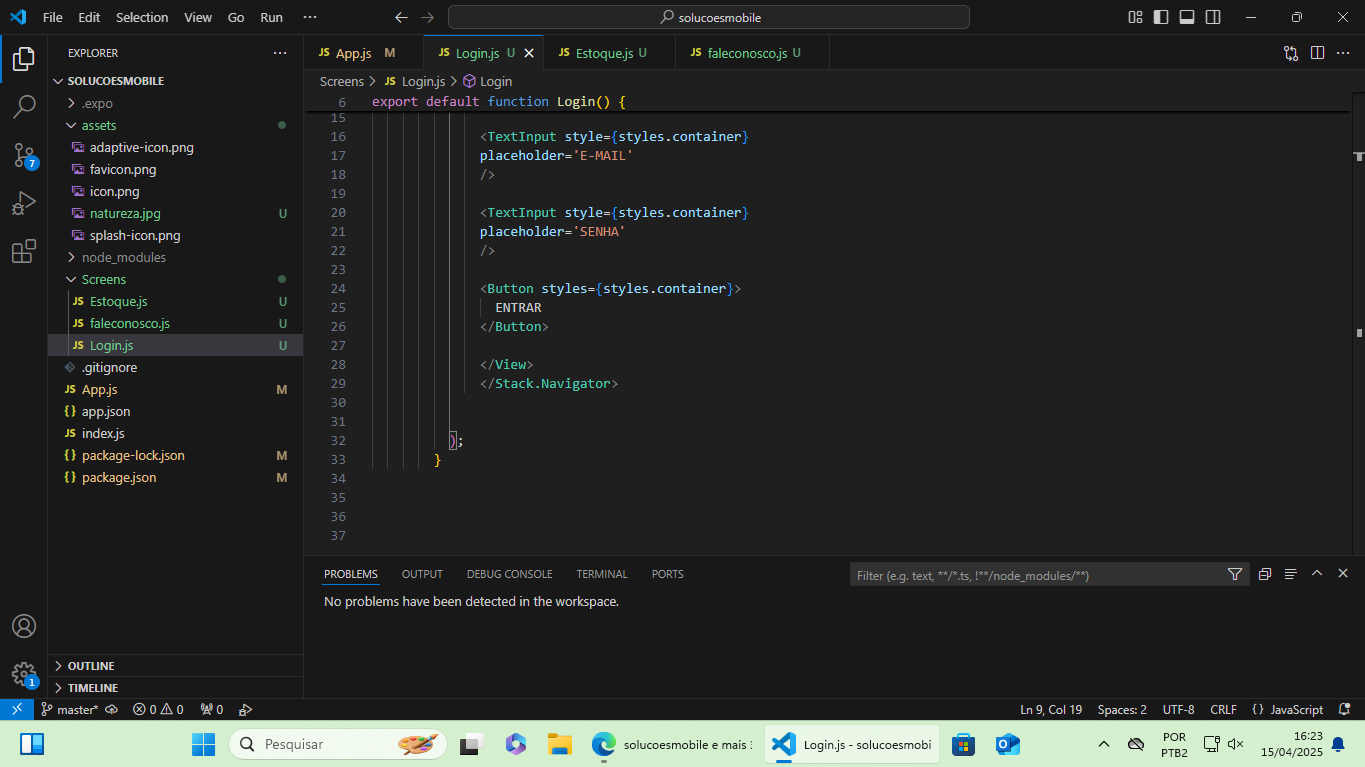 File Edit Selection View Go Run ··· solucoesmobile
EXPLORER
SOLUCOESMOBILE
.expo
assets
adaptive-icon.png
favicon.png
icon.png
natureza.jpg U
splash-icon.png
node_modules
Screens
JS Estoque.js U
JS faleconosco.js U
JS Login.js U
.gitignore
JS App.js M
{} app.json
JS index.js
{} package-lock.json M
{} package.json M
OUTLINE
TIMELINE
7
1
JS App.js M JS Login.js U JS Estoque.js U JS faleconosco.js U
Screens > JS Login.js > Login
6 export default function Login() {
15
16 <TextInput style={styles.container}
17 placeholder='E-MAIL'
18 />
19
20 <TextInput style={styles.container}
21 placeholder='SENHA'
22 />
23
24 <Button styles={styles.container}>
25 ENTRAR
26 </Button>
27
28 </View>
29 </Stack.Navigator>
30
31
32 );
33 }
34
35
36
37
PROBLEMS OUTPUT DEBUG CONSOLE TERMINAL PORTS Filter (e.g. text, **/*.ts, !**/node_modules/**)
No problems have been detected in the workspace.
master* 0 0 0 Ln 9, Col 19 Spaces: 2 UTF-8 CRLF {} JavaScript
Pesquisar solucoesmobile e mais Login.js - solucoesmobi POR
PTB2
16:23
15/04/2025